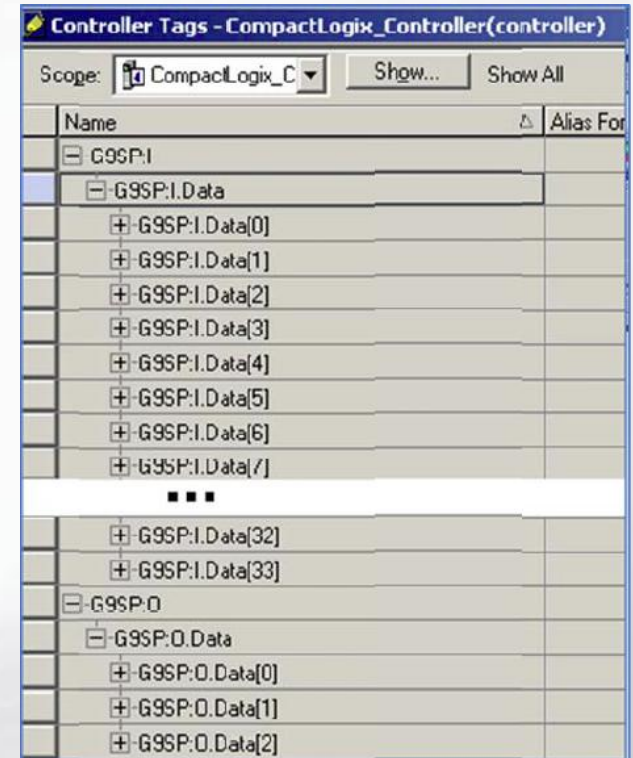 Controller Tags - CompactLogix_Controller(controller)
Scope: CompactLogix_C Show... Show All
Name Alias For
G9SP:I
G9SP:I.Data
G9SP:I.Data[0]
G9SP:I.Data[1]
G9SP:I.Data[2]
G9SP:I.Data[3]
G9SP:I.Data[4]
G9SP:I.Data[5]
G9SP:I.Data[6]
G9SP:I.Data[7]
...
G9SP:I.Data[32]
G9SP:I.Data[33]
G9SP:O
G9SP:O.Data
G9SP:O.Data[0]
G9SP:O.Data[1]
G9SP:O.Data[2]